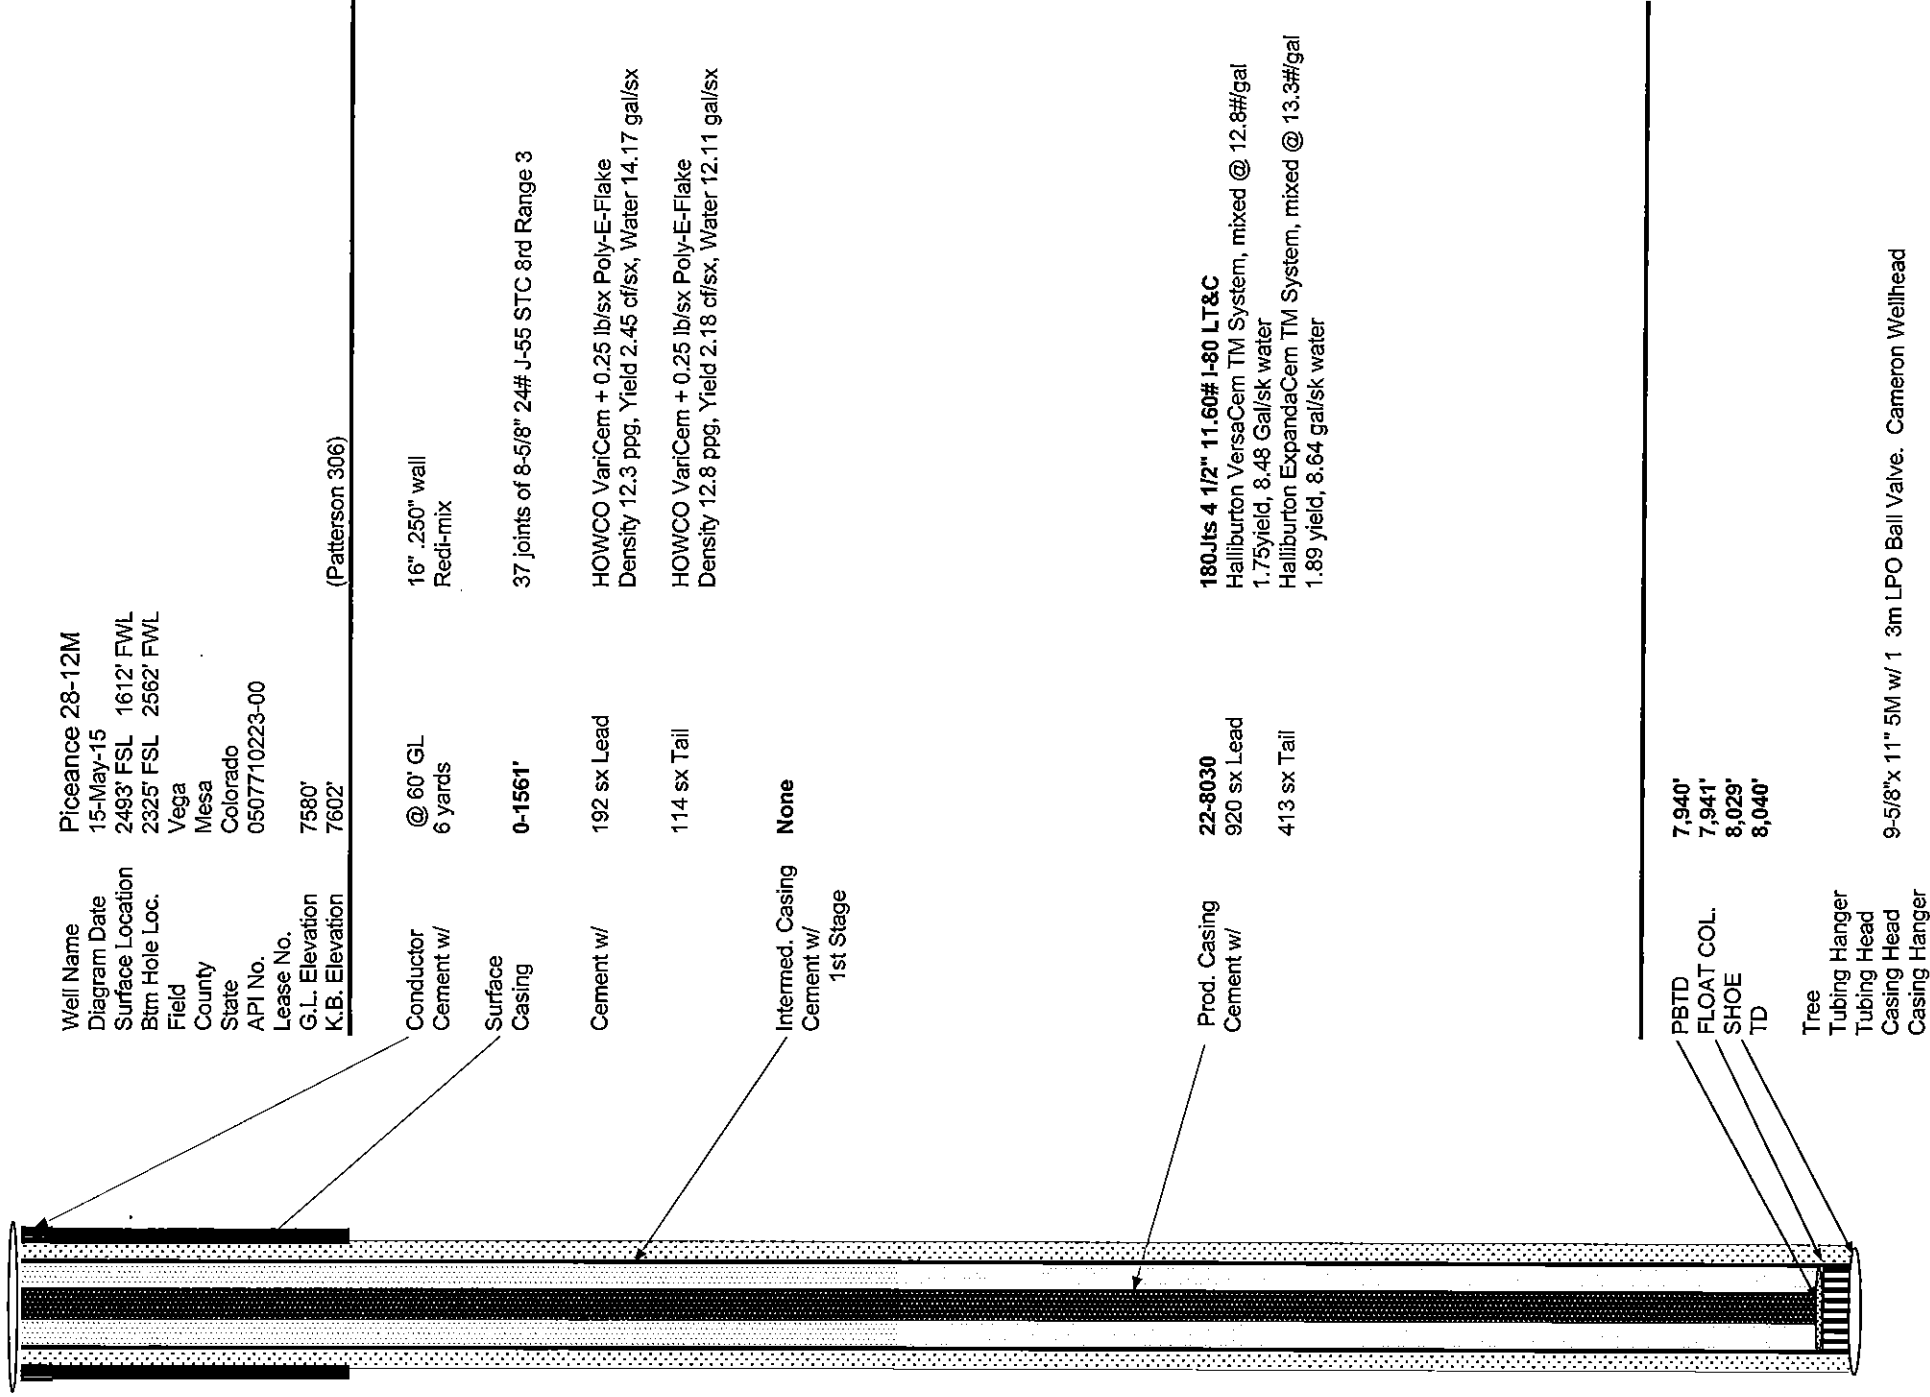 Well Name Piceance 28-12M
Diagram Date 15-May-15
Surface Location 2493' FSL 1612' FWL
Btm Hole Loc. 2325' FSL 2562' FWL
Field Vega
County Mesa
State Colorado
API No. 0507710223-00
Lease No.
G.L. Elevation 7580'
K.B. Elevation 7602' (Patterson 306)
Conductor @ 60' GL 16" .250" wall
Cement w/ 6 yards Redi-mix
Surface
Casing 0-1561' 37 joints of 8-5/8" 24# J-55 STC 8rd Range 3
Cement w/ 192 sx Lead HOWCO VariCem + 0.25 lb/sx Poly-E-Flake
Density 12.3 ppg, Yield 2.45 cf/sx, Water 14.17 gal/sx
114 sx Tail HOWCO VariCem + 0.25 lb/sx Poly-E-Flake
Density 12.8 ppg, Yield 2.18 cf/sx, Water 12.11 gal/sx
Intermed. Casing None
Cement w/
1st Stage
Prod. Casing 22-8030 180Jts 4 1/2" 11.60# I-80 LT&C
Cement w/ 920 sx Lead Halliburton VersaCem TM System, mixed @ 12.8#/gal
1.75yield, 8.48 Gal/sk water
413 sx Tail Halliburton ExpandaCem TM System, mixed @ 13.3#/gal
1.89 yield, 8.64 gal/sk water
PBTD 7,940'
FLOAT COL. 7,941'
SHOE 8,029'
TD 8,040'
Tree
Tubing Hanger
Tubing Head
Casing Head 9-5/8"x 11" 5M w/ 1 3m LPO Ball Valve. Cameron Wellhead
Casing Hanger